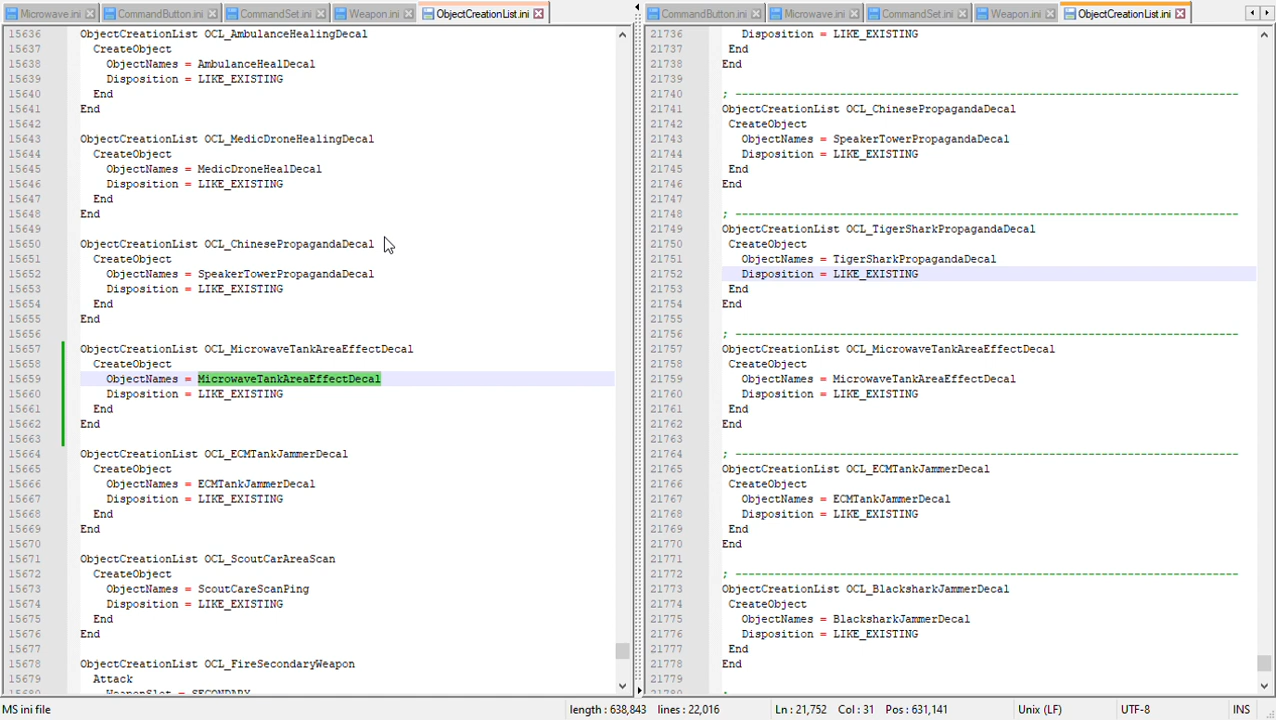 Microwave.ini CommandButton.ini CommandSet.ini Weapon.ini ObjectCreationList.ini
15636 ObjectCreationList OCL_AmbulanceHealingDecal
15637 CreateObject
15638 ObjectNames = AmbulanceHealDecal
15639 Disposition = LIKE_EXISTING
15640 End
15641 End
15642
15643 ObjectCreationList OCL_MedicDroneHealingDecal
15644 CreateObject
15645 ObjectNames = MedicDroneHealDecal
15646 Disposition = LIKE_EXISTING
15647 End
15648 End
15649
15650 ObjectCreationList OCL_ChinesePropagandaDecal
15651 CreateObject
15652 ObjectNames = SpeakerTowerPropagandaDecal
15653 Disposition = LIKE_EXISTING
15654 End
15655 End
15656
15657 ObjectCreationList OCL_MicrowaveTankAreaEffectDecal
15658 CreateObject
15659 ObjectNames = MicrowaveTankAreaEffectDecal
15660 Disposition = LIKE_EXISTING
15661 End
15662 End
15663
15664 ObjectCreationList OCL_ECMTankJammerDecal
15665 CreateObject
15666 ObjectNames = ECMTankJammerDecal
15667 Disposition = LIKE_EXISTING
15668 End
15669 End
15670
15671 ObjectCreationList OCL_ScoutCarAreaScan
15672 CreateObject
15673 ObjectNames = ScoutCareScanPing
15674 Disposition = LIKE_EXISTING
15675 End
15676 End
15677
15678 ObjectCreationList OCL_FireSecondaryWeapon
15679 Attack
15680 WeaponSlot = SECONDARY
CommandButton.ini Microwave.ini CommandSet.ini Weapon.ini ObjectCreationList.ini
21736 Disposition = LIKE_EXISTING
21737 End
21738 End
21739
21740 ; -----------------------------------------------------------------------------
21741 ObjectCreationList OCL_ChinesePropagandaDecal
21742 CreateObject
21743 ObjectNames = SpeakerTowerPropagandaDecal
21744 Disposition = LIKE_EXISTING
21745 End
21746 End
21747
21748 ; -----------------------------------------------------------------------------
21749 ObjectCreationList OCL_TigerSharkPropagandaDecal
21750 CreateObject
21751 ObjectNames = TigerSharkPropagandaDecal
21752 Disposition = LIKE_EXISTING
21753 End
21754 End
21755
21756 ; -----------------------------------------------------------------------------
21757 ObjectCreationList OCL_MicrowaveTankAreaEffectDecal
21758 CreateObject
21759 ObjectNames = MicrowaveTankAreaEffectDecal
21760 Disposition = LIKE_EXISTING
21761 End
21762 End
21763
21764 ; -----------------------------------------------------------------------------
21765 ObjectCreationList OCL_ECMTankJammerDecal
21766 CreateObject
21767 ObjectNames = ECMTankJammerDecal
21768 Disposition = LIKE_EXISTING
21769 End
21770 End
21771
21772 ; -----------------------------------------------------------------------------
21773 ObjectCreationList OCL_BlacksharkJammerDecal
21774 CreateObject
21775 ObjectNames = BlacksharkJammerDecal
21776 Disposition = LIKE_EXISTING
21777 End
21778 End
21779
21780 ;
MS ini file length : 638,843 lines : 22,016 Ln : 21,752 Col : 31 Pos : 631,141 Unix (LF) UTF-8 INS